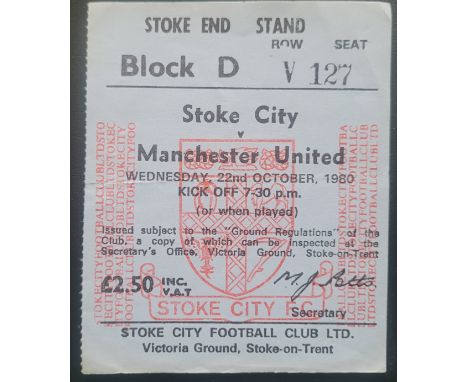 STOKE END STAND
ROW SEAT
Block D V 127
Stoke City
v
Manchester United
WEDNESDAY, 22nd OCTOBER, 1980
KICK OFF 7-30 p.m.
(or when played)
Issued subject to the "Ground Regulations" of the
Club, a copy of which can be inspected at the
Secretary's Office, Victoria Ground, Stoke-on-Trent
£2.50 INC.
V.A.T
STOKE CITY F.C.
Secretary
STOKE CITY FOOTBALL CLUB LTD.
Victoria Ground, Stoke-on-Trent